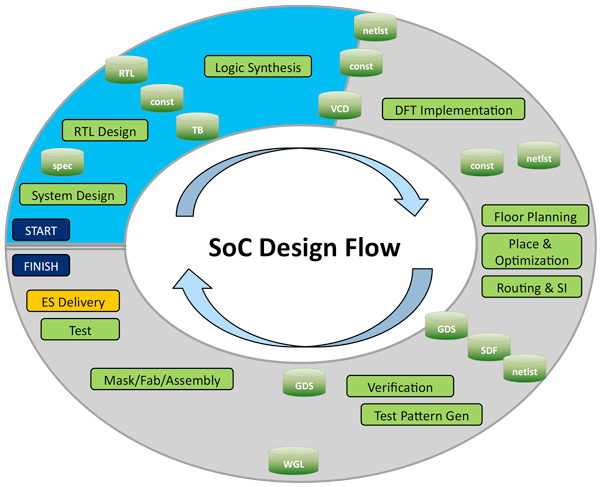 netlist
RTL
Logic Synthesis
const
const
VCD
DFT Implementation
RTL Design
TB
spec
const
netlist
System Design
START
Floor Planning
SoC Design Flow
Place &
Optimization
FINISH
Routing & SI
ES Delivery
Test
GDS
SDF
netlist
Mask/Fab/Assembly
GDS
Verification
Test Pattern Gen
WGL